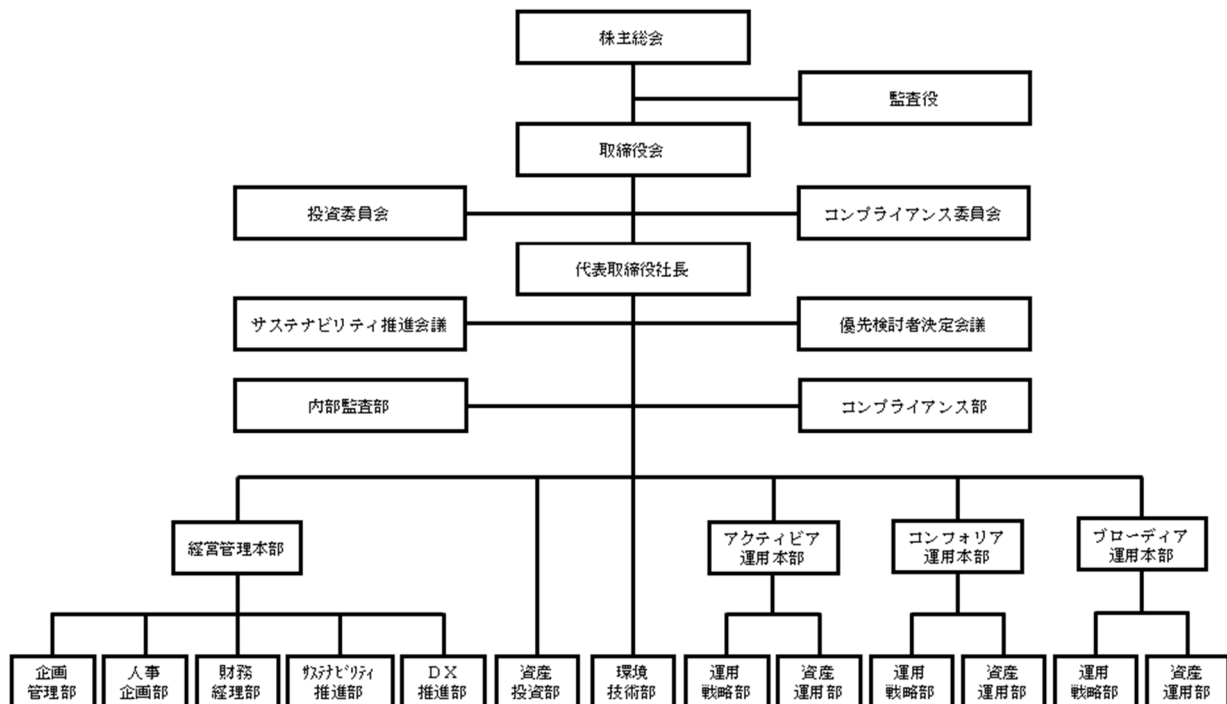 株主総会
監査役
取締役会
投資委員会
コンプライアンス委員会
代表取締役社長
サステナビリティ推進会議
優先検討者決定会議
内部監査部
コンプライアンス部
経営管理本部
アクティビア
運用本部
コンフォリア
運用本部
ブローディア
運用本部
企画
管理部
人事
企画部
財務
経理部
ｻｽﾃﾅﾋﾞﾘﾃｨ
推進部
ＤＸ
推進部
資産
投資部
環境
技術部
運用
戦略部
資産
運用部
運用
戦略部
資産
運用部
運用
戦略部
資産
運用部